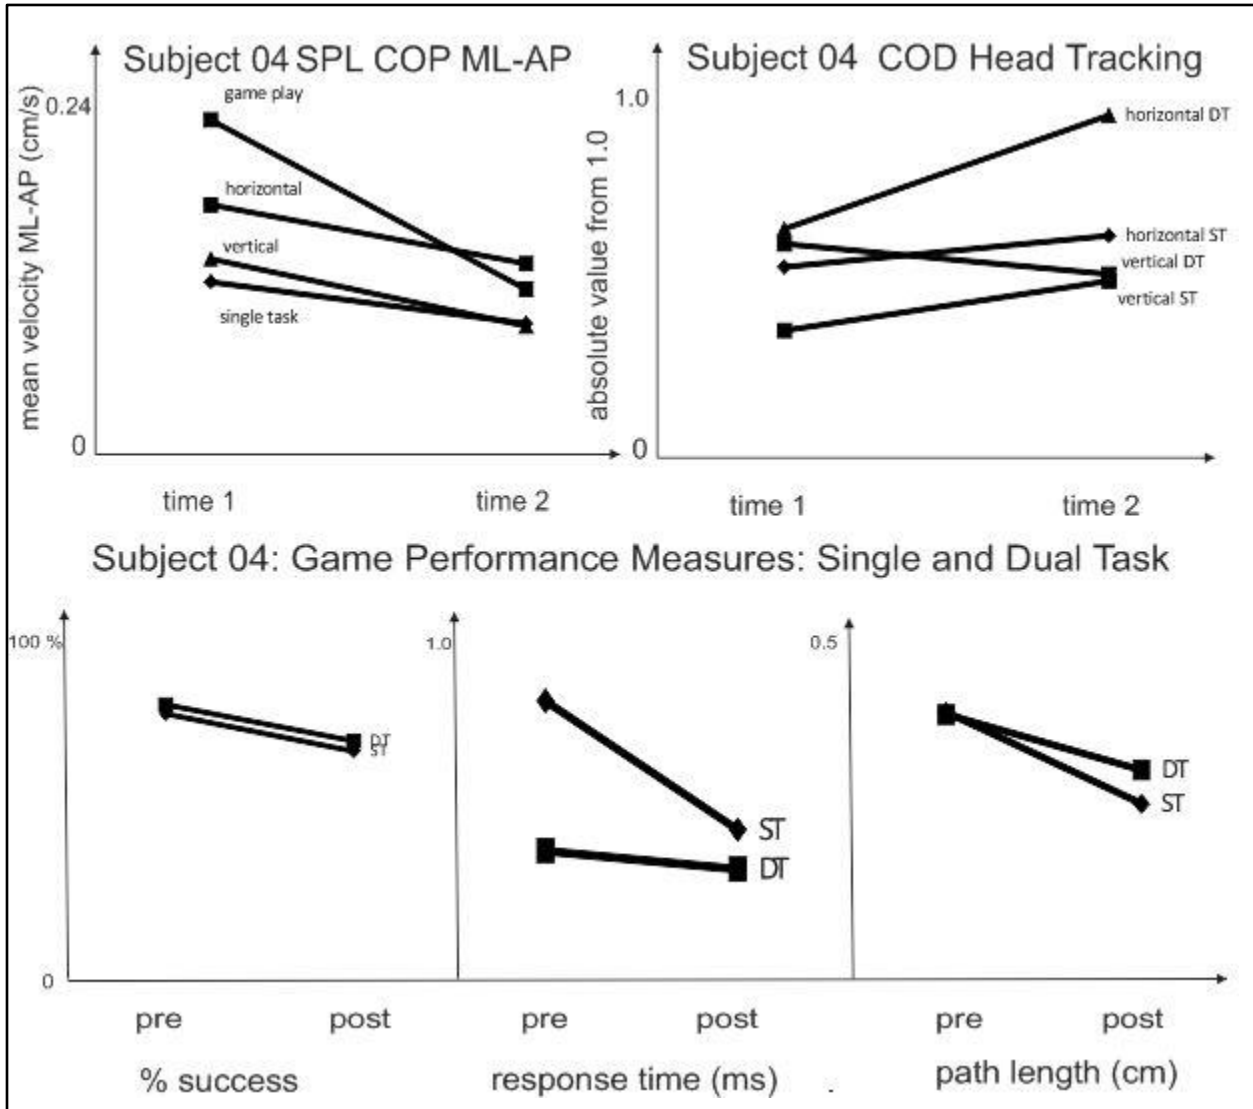 Subject 04 SPL COP ML-AP
mean velocity ML-AP (cm/s)
0.24
0
game play
horizontal
vertical
single task
time 1 time 2
Subject 04 COD Head Tracking
absolute value from 1.0
1.0
0
horizontal DT
horizontal ST
vertical DT
vertical ST
time 1 time 2
Subject 04: Game Performance Measures: Single and Dual Task
100 %
0
DT
ST
pre post
% success
1.0
ST
DT
pre post
response time (ms)
.
0.5
DT
ST
pre post
path length (cm)